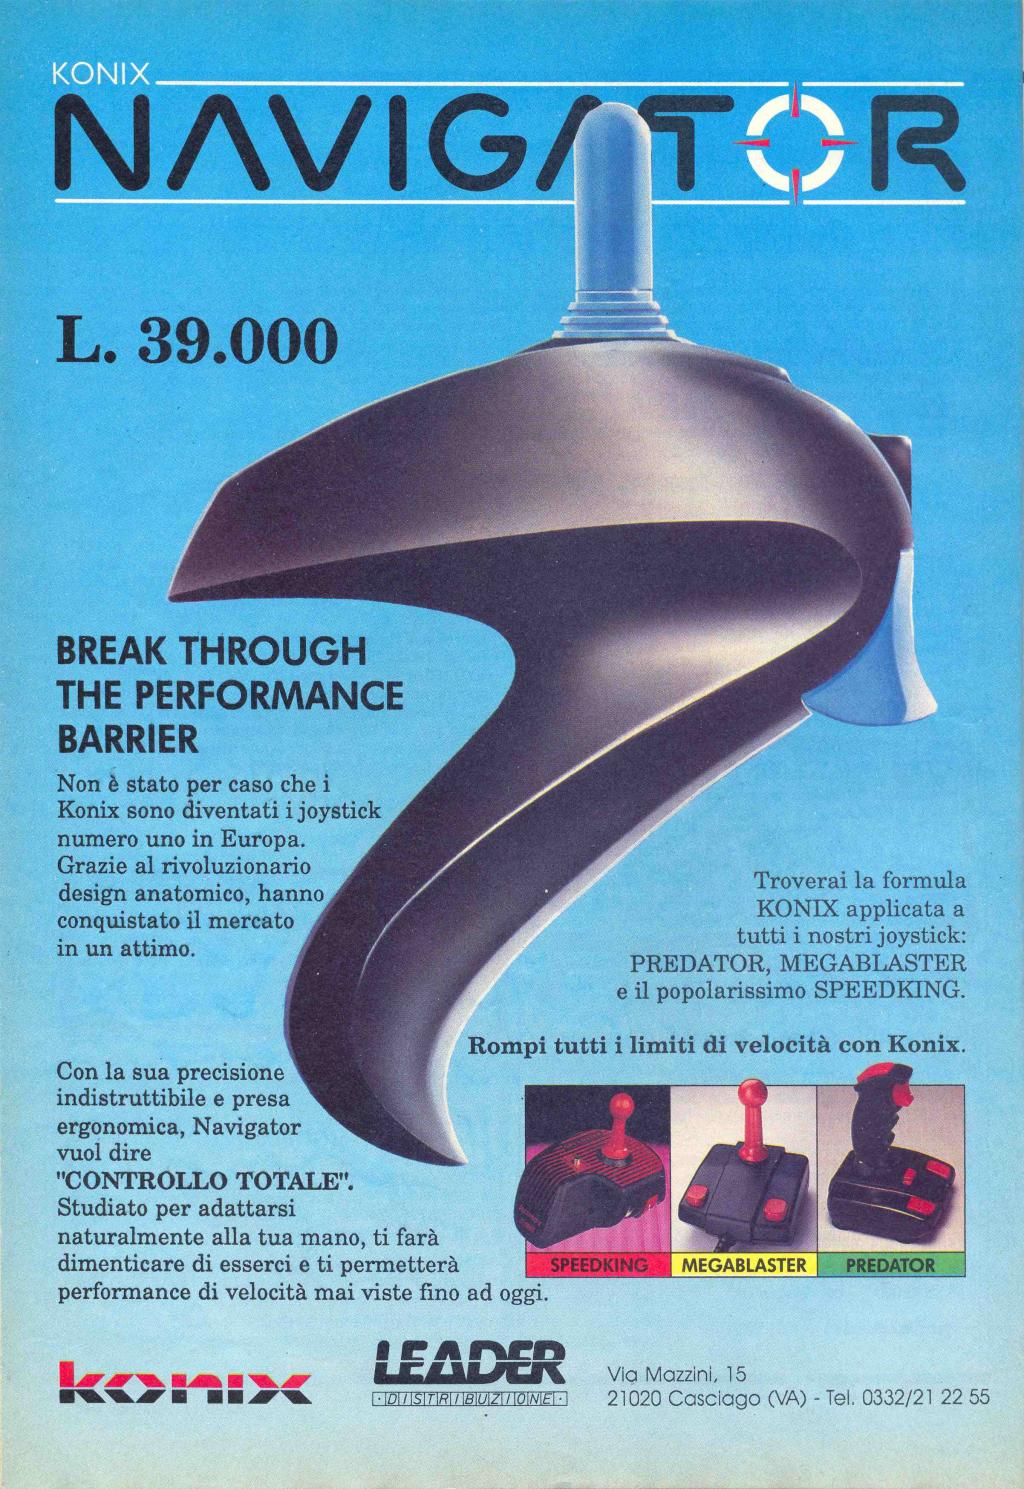 KONIX
NAVIGATOR
L. 39.000
BREAK THROUGH
THE PERFORMANCE
BARRIER
Non è stato per caso che i
Konix sono diventati i joystick
numero uno in Europa.
Grazie al rivoluzionario
design anatomico, hanno
conquistato il mercato
in un attimo.
Troverai la formula
KONIX applicata a
tutti i nostri joystick:
PREDATOR, MEGABLASTER
e il popolarissimo SPEEDKING.
Rompi tutti i limiti di velocità con Konix.
Con la sua precisione
indistruttibile e presa
ergonomica, Navigator
vuol dire
"CONTROLLO TOTALE".
Studiato per adattarsi
naturalmente alla tua mano, ti farà
dimenticare di esserci e ti permetterà
performance di velocità mai viste fino ad oggi.
SPEEDKING
MEGABLASTER
PREDATOR
konix
LEADER
·DISTRIBUZIONE·
Via Mazzini, 15
21020 Casciago (VA) - Tel. 0332/21 22 55